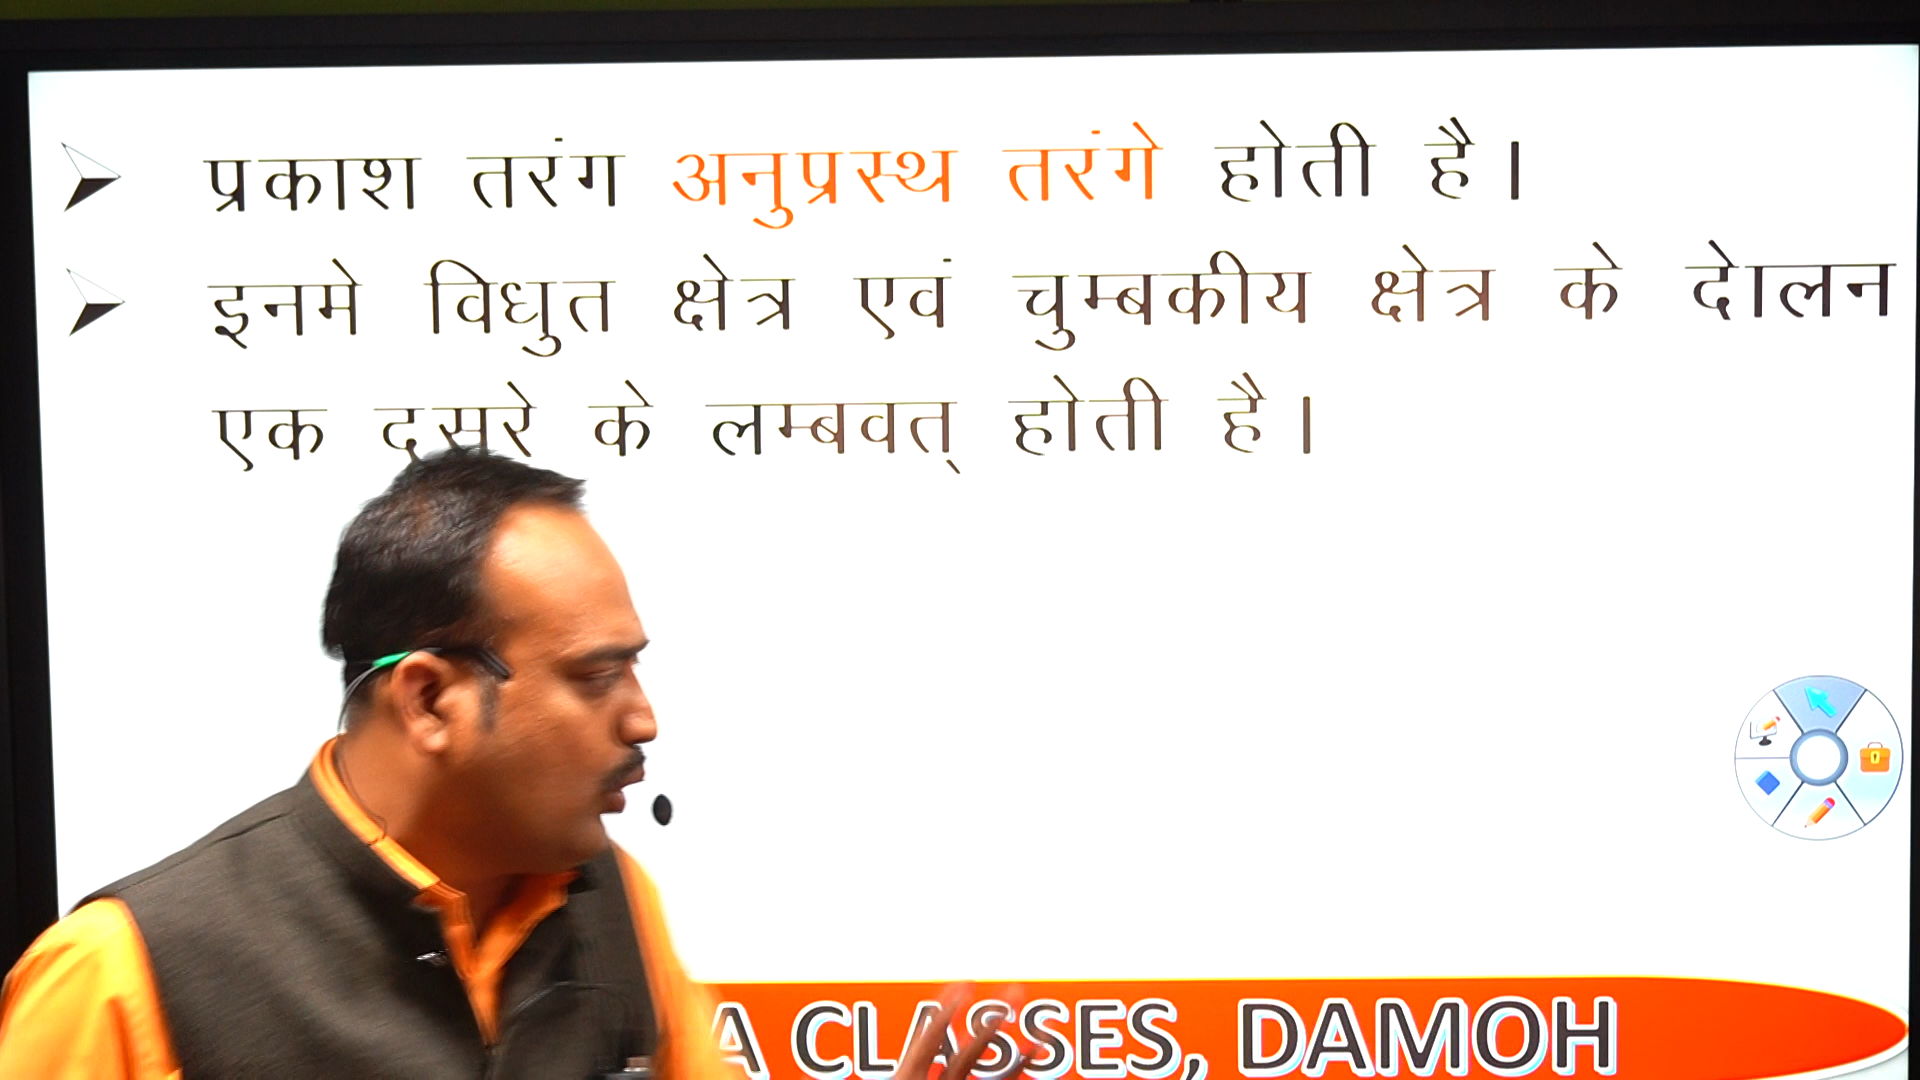 प्रकाश तरंग अनुप्रस्थ तरंगे होती है।
इनमे विधुत क्षेत्र एवं चुम्बकीय क्षेत्र के दोलन
एक दूसरे के लम्बवत् होती है।
A CLASSES, DAMOH